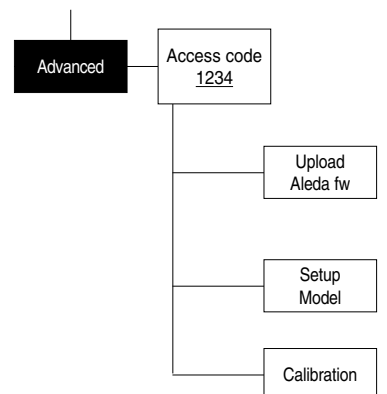 Advanced
Access code
1234
Upload
Aleda fw
Setup
Model
Calibration